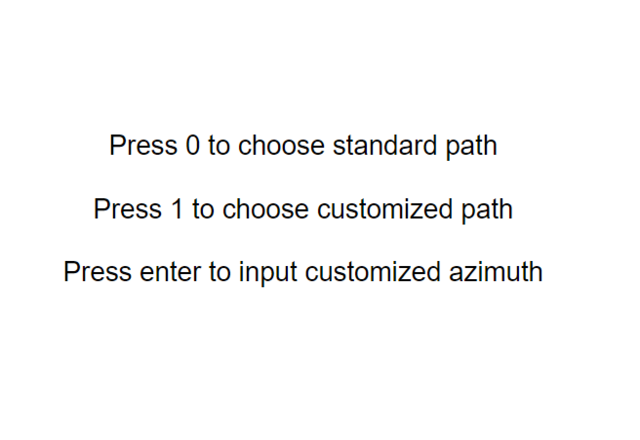 Press 0 to choose standard path
Press 1 to choose customized path
Press enter to input customized azimuth